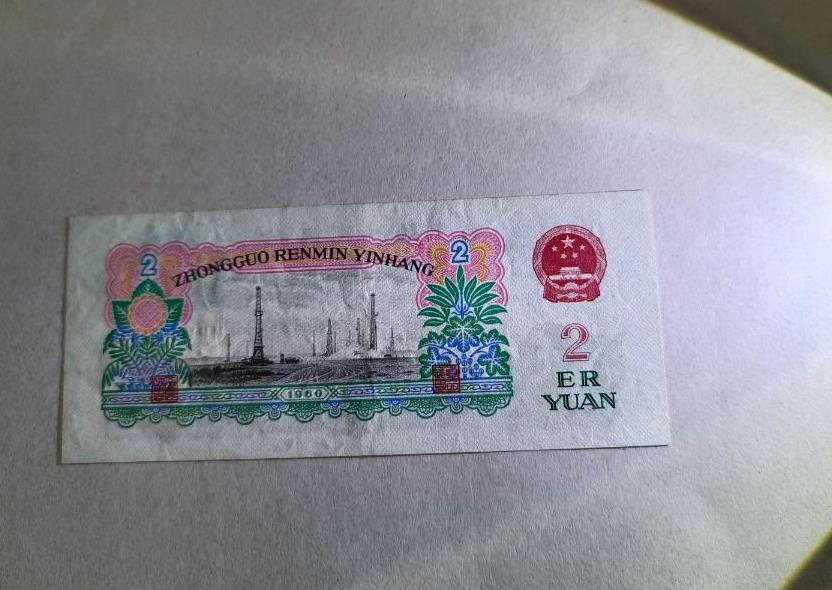 2
2
ZHONGGUO RENMIN YINHANG
1960
2
ER
YUAN